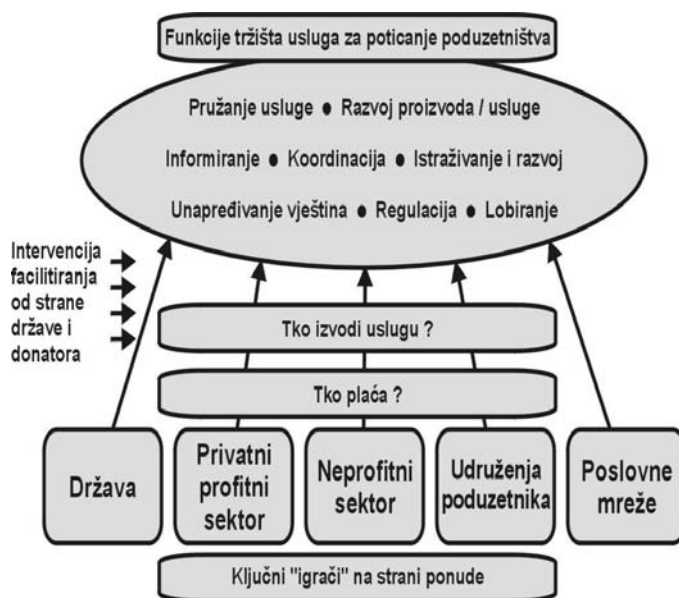 Funkcije tržišta usluga za poticanje poduzetništva
Pružanje usluge ● Razvoj proizvoda / usluge
Informiranje ● Koordinacija ● Istraživanje i razvoj
Unapređivanje vještina ● Regulacija ● Lobiranje
Intervencija
facilitiranja
od strane
države i
donatora
Tko izvodi uslugu ?
Tko plaća ?
Država
Privatni
profitni
sektor
Neprofitni
sektor
Udruženja
poduzetnika
Poslovne
mreže
Ključni "igrači" na strani ponude